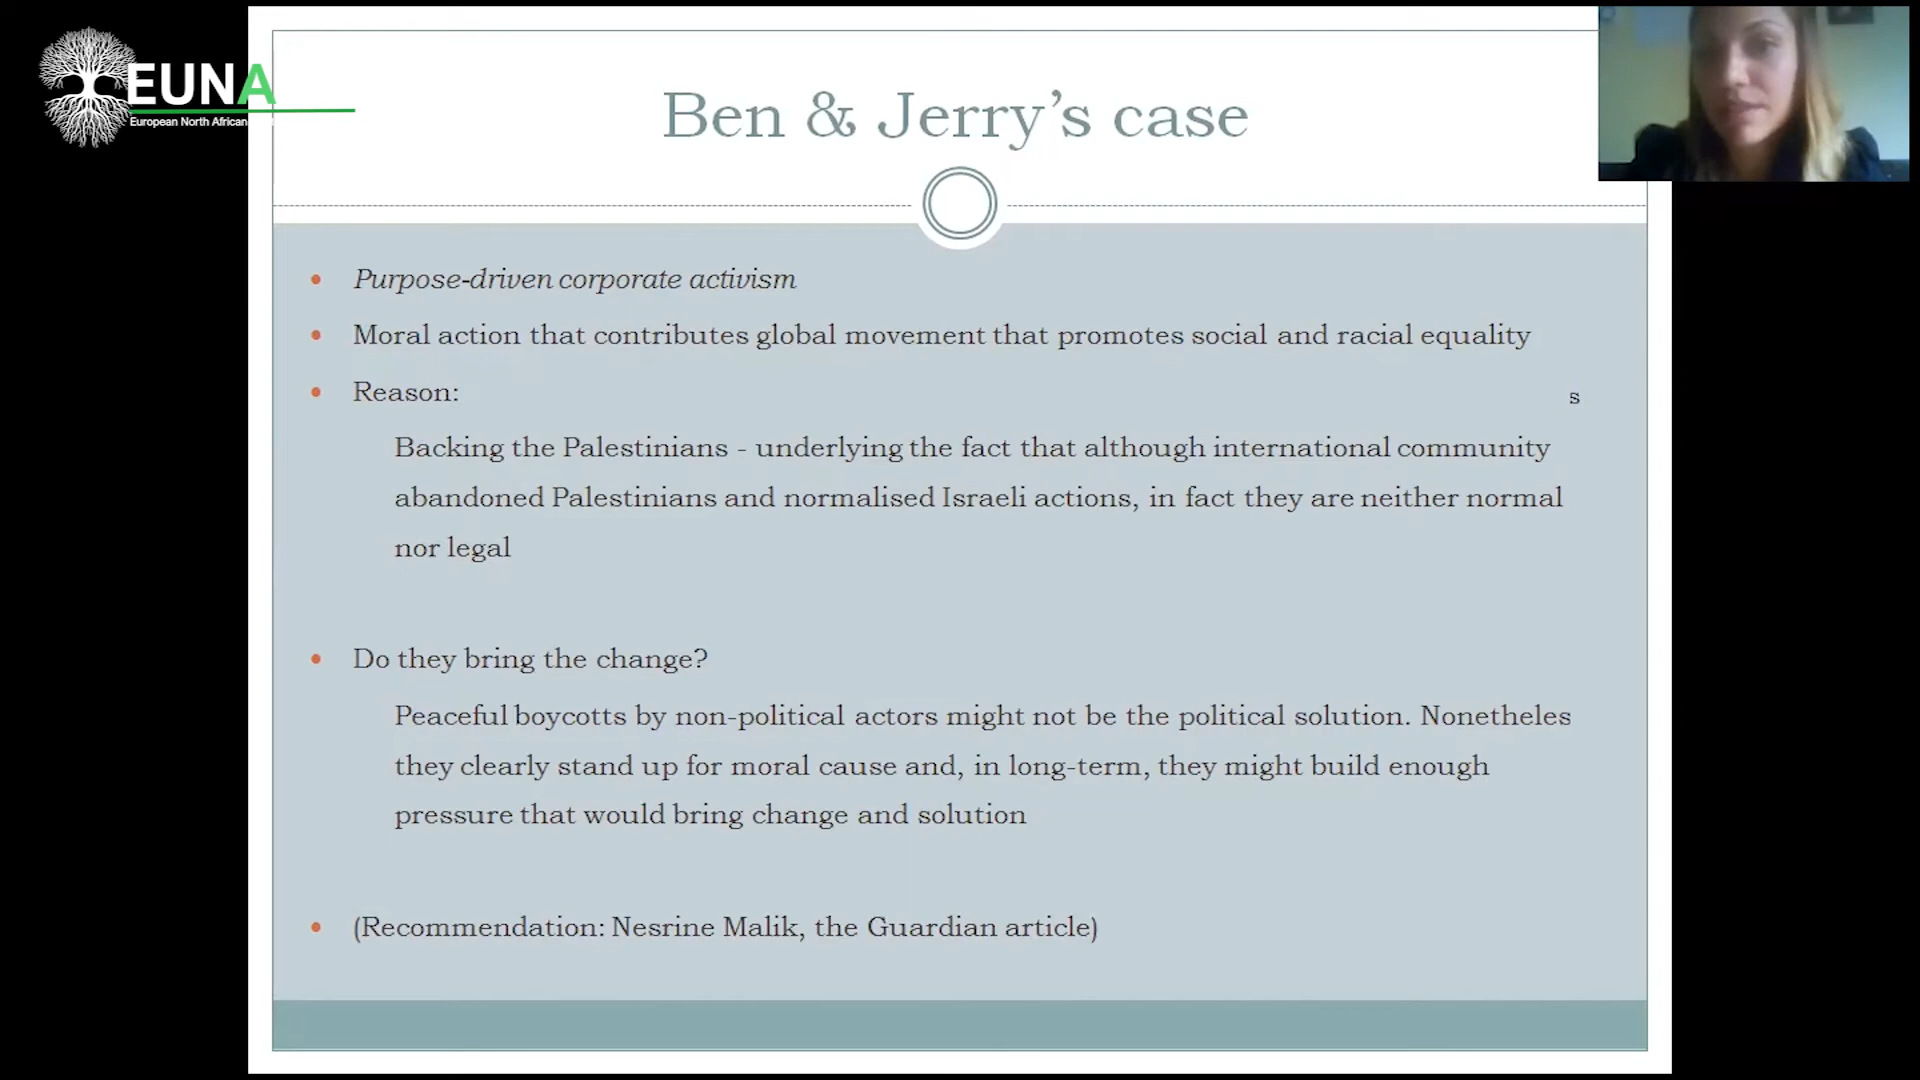 EUNA
European North African
Ben & Jerry’s case
Purpose-driven corporate activism
Moral action that contributes global movement that promotes social and racial equality
Reason:
s
Backing the Palestinians - underlying the fact that although international community
abandoned Palestinians and normalised Israeli actions, in fact they are neither normal
nor legal
Do they bring the change?
Peaceful boycotts by non-political actors might not be the political solution. Nonetheles
they clearly stand up for moral cause and, in long-term, they might build enough
pressure that would bring change and solution
(Recommendation: Nesrine Malik, the Guardian article)